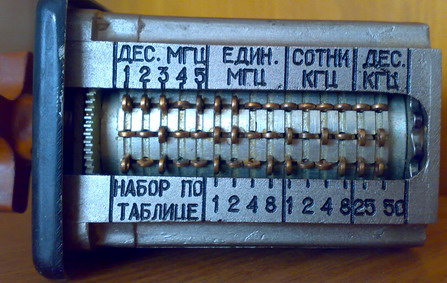 ДЕС. МГЦ ЕДИН. СОТНИ ДЕС.
1 2 3 4 5 МГЦ КГЦ КГЦ
НАБОР ПО
ТАБЛИЦЕ 1 2 4 8 1 2 4 8 25 50